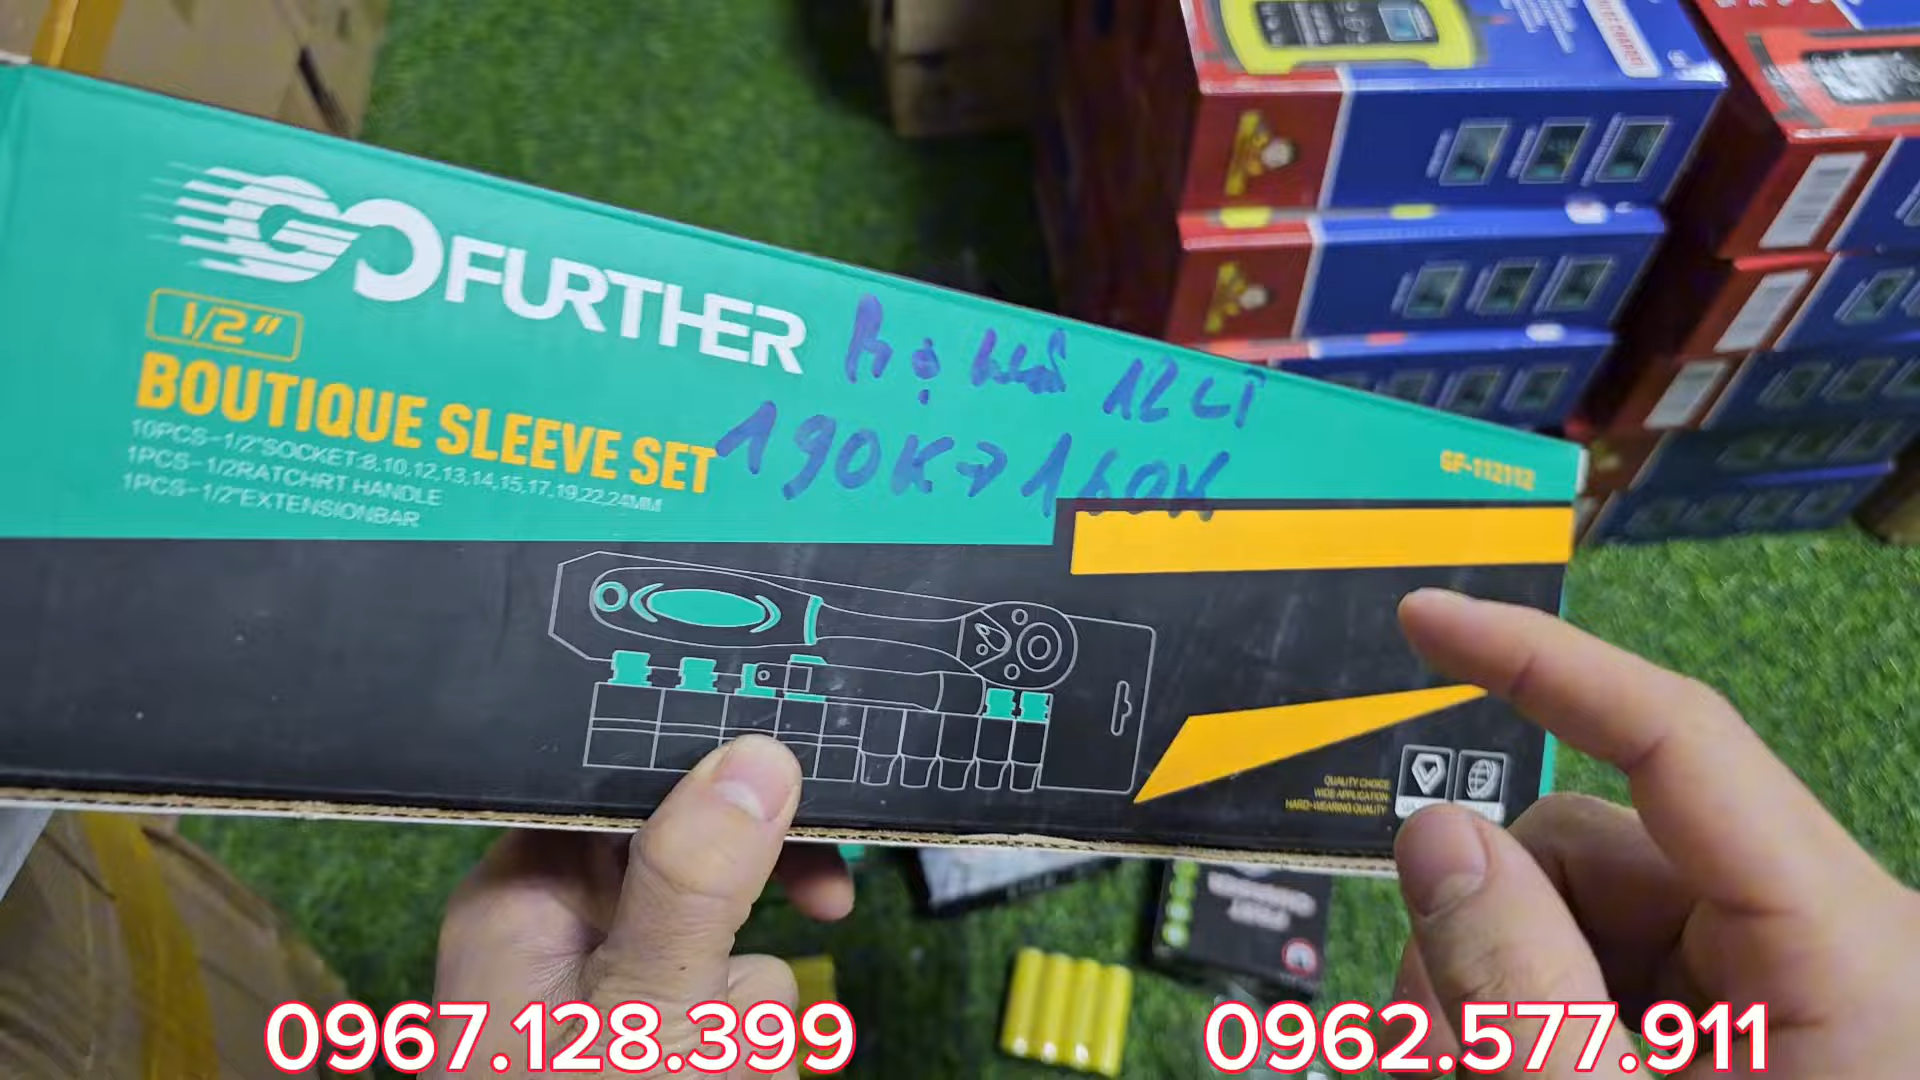 GOFURTHER
1/2"
BOUTIQUE SLEEVE SET
10PCS-1/2"SOCKET:8.10,12,13,14,15,17,19,22,24MM
1PCS-1/2RATCHRT HANDLE
1PCS-1/2"EXTENSIONBAR
Bộ khẩu 12 LI
190K → 160K
GF-112112
QUALITY CHOICE
WIDE APPLICATION
HARD-WEARING QUALITY
0967.128.399
0962.577.911